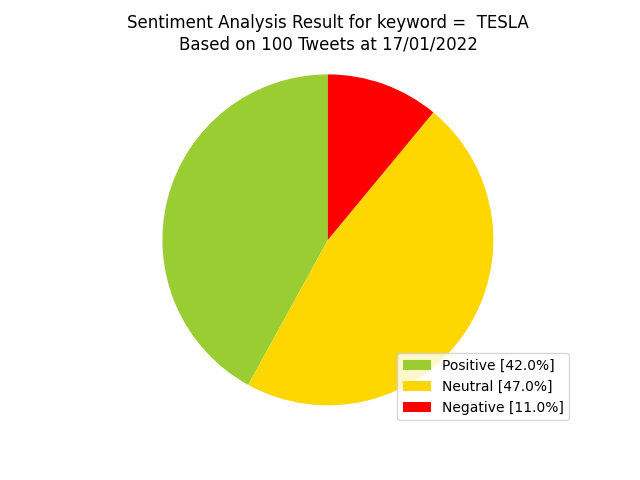 Sentiment Analysis Result for keyword =  TESLA
Based on 100 Tweets at 17/01/2022
Positive [42.0%]
Neutral [47.0%]
Negative [11.0%]